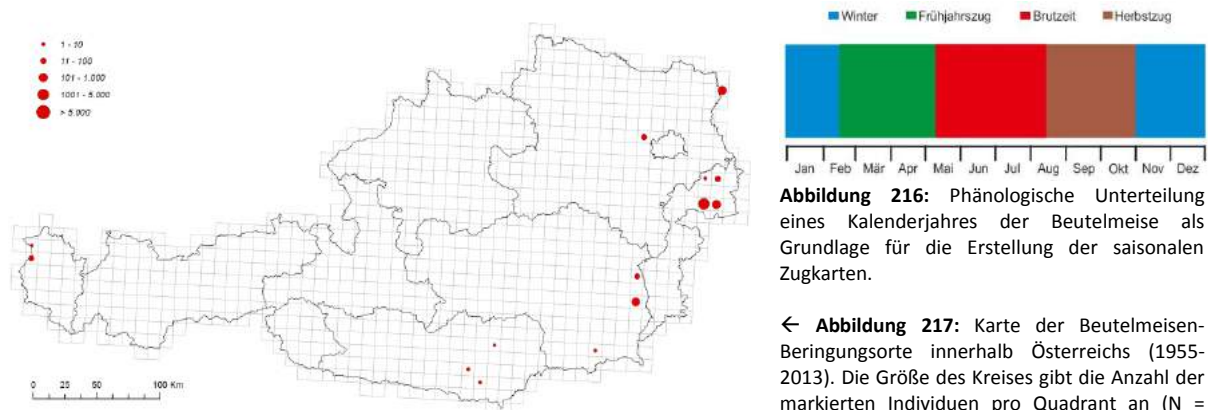 1 - 10
11 - 100
101 - 1.000
1001 - 5.000
> 5.000
0 25 50 100 Km
Winter Frühjahrszug Brutzeit Herbstzug
Jan Feb Mär Apr Mai Jun Jul Aug Sep Okt Nov Dez
Abbildung 216: Phänologische Unterteilung
eines Kalenderjahres der Beutelmeise als
Grundlage für die Erstellung der saisonalen
Zugkarten.
← Abbildung 217: Karte der Beutelmeisen-
Beringungsorte innerhalb Österreichs (1955-
2013). Die Größe des Kreises gibt die Anzahl der
markierten Individuen pro Quadrant an (N =